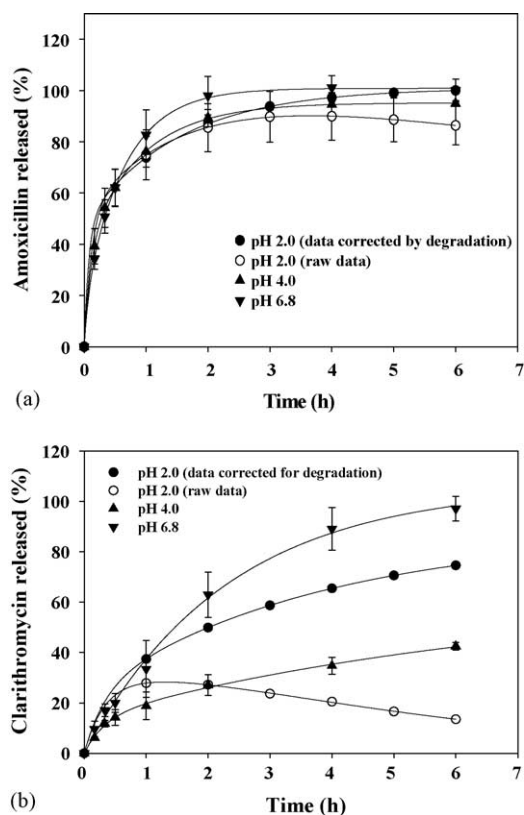 120
100
80
60
40
20
0
Amoxicillin released (%)
pH 2.0 (data corrected by degradation)
pH 2.0 (raw data)
pH 4.0
pH 6.8
0 1 2 3 4 5 6 7
Time (h)
(a)
120
100
80
60
40
20
0
Clarithromycin released (%)
pH 2.0 (data corrected for degradation)
pH 2.0 (raw data)
pH 4.0
pH 6.8
0 1 2 3 4 5 6 7
Time (h)
(b)